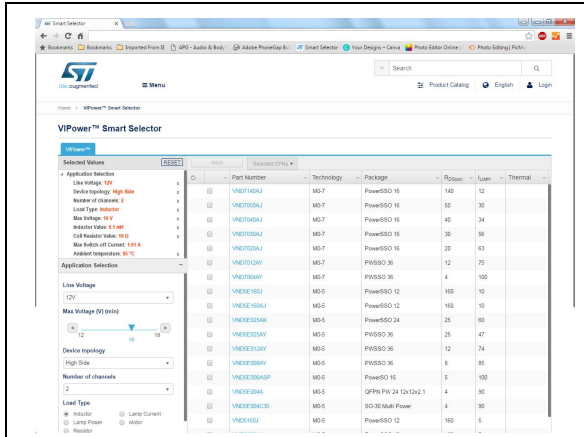 Smart Selector
Bookmarks Bookmarks Imported From IE APG - Audio & Body Adobe PhoneGap Smart Selector Your Designs – Canva Photo Editor Online | Photo Editing | PicMo
life.augmented
≡ Menu
Search
Product Catalog English Login
Home VIPower™ Smart Selector
VIPower™ Smart Selector
VIPower™
Selected Values RESET
More Selected CPNs
Application Selection
Line Voltage: 12V x
Device topology: High Side x
Number of channels: 2 x
Load Type: Inductor x
Max Voltage: 16 V x
Inductor Value: 0.1 mH x
Coil Resistor Value: 10 Ω x
Max Switch-off Current: 1.61 A x
Ambient temperature: 85 °C x
Application Selection –
Line Voltage
12V
Max Voltage (V) (min)
12 16 18
Device topology
High Side
Number of channels
2
Load Type
Inductor Lamp Current
Lamp Power Motor
Resistor
Part Number Technology Package RDS(on) ILIMH Thermal
VND7140AJ M0-7 PowerSSO 16 140 12
VND7050AJ M0-7 PowerSSO 16 50 30
VND7040AJ M0-7 PowerSSO 16 40 34
VND7030AJ M0-7 PowerSSO 16 30 56
VND7020AJ M0-7 PowerSSO 16 20 63
VND7012AY M0-7 PWSSO 36 12 75
VND7004AY M0-7 PWSSO 36 4 100
VND5E160J M0-5 PowerSSO 12 160 10
VND5E160AJ M0-5 PowerSSO 12 160 10
VND5E025AK M0-5 PowerSSO 24 25 60
VND5E025AY M0-5 PWSSO 36 25 47
VND5E012AY M0-5 PWSSO 36 12 74
VND5E008AY M0-5 PWSSO 36 8 85
VND5E006ASP M0-5 PowerSO 16 5 100
VND5E004A M0-5 QFPN PW 24 12x12x2.1 4 90
VND5E004C30 M0-5 SO-30 Multi Power 4 90
VND5160J M0-5 PowerSSO 12 160 5